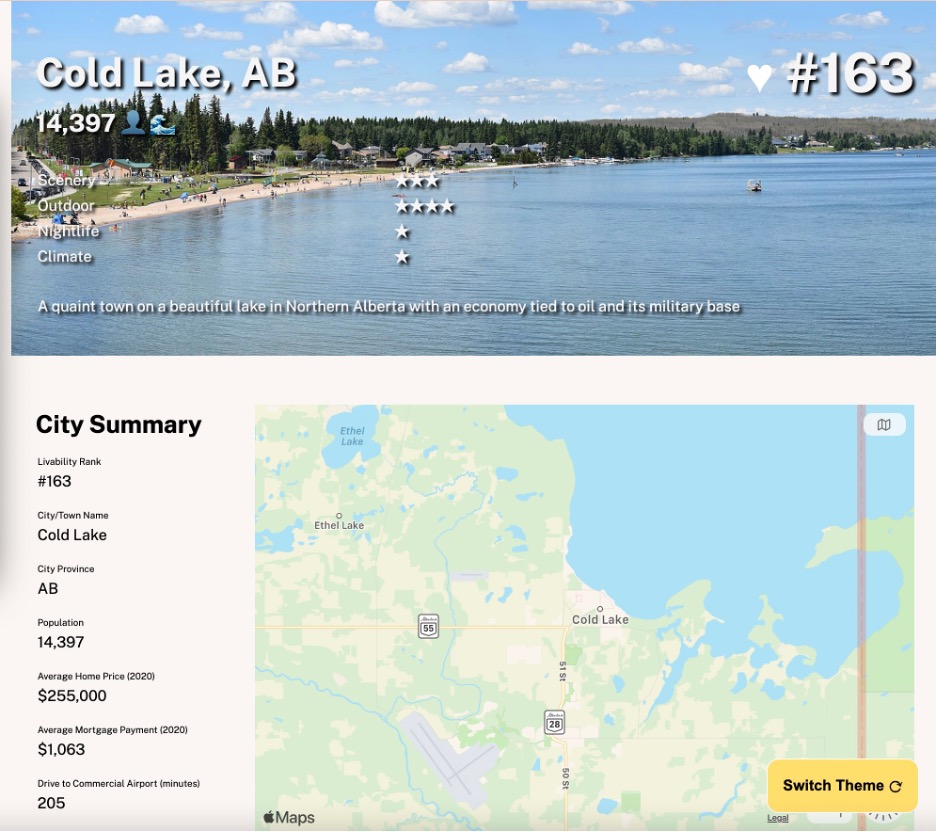 Cold Lake, AB
♥ #163
14,397 👤🌊
Scenery ★★★
Outdoor ★★★★
Nightlife ★
Climate ★
A quaint town on a beautiful lake in Northern Alberta with an economy tied to oil and its military base
City Summary
Livability Rank
#163
City/Town Name
Cold Lake
City Province
AB
Population
14,397
Average Home Price (2020)
$255,000
Average Mortgage Payment (2020)
$1,063
Drive to Commercial Airport (minutes)
205
Ethel
Lake
Ethel Lake
Cold Lake
Alberta
55
51 St
Alberta
28
50 St
Switch Theme
Maps
Legal